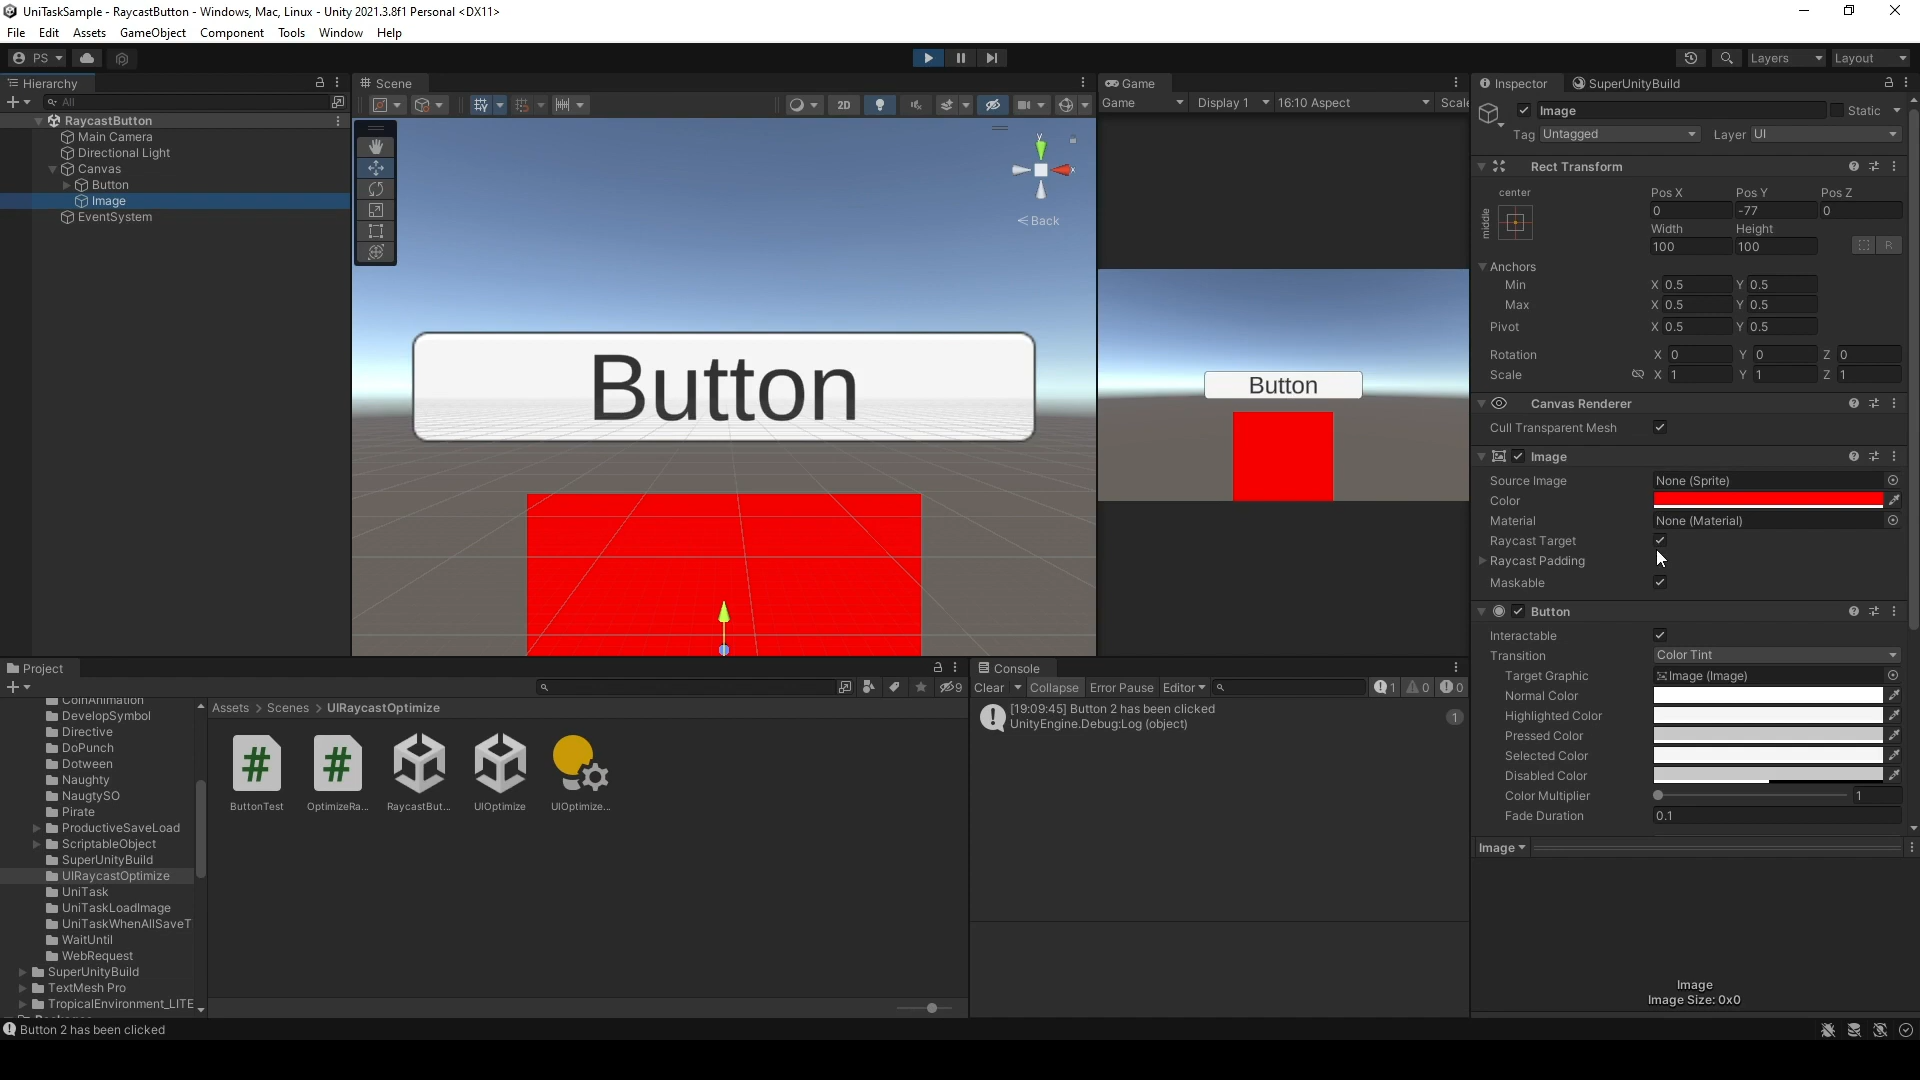 UniTaskSample - RaycastButton - Windows, Mac, Linux - Unity 2021.3.8f1 Personal <DX11>
File Edit Assets GameObject Component Tools Window Help
PS
Layers
Layout
Hierarchy
All
RaycastButton
Main Camera
Directional Light
Canvas
Button
Image
EventSystem
Scene
2D
y
x
Back
Button
Game
Game Display 1 16:10 Aspect Scale
Button
Inspector SuperUnityBuild
Image Static
Tag Untagged Layer UI
Rect Transform
center
middle
Pos X Pos Y Pos Z
0 -77 0
Width Height
100 100
R
Anchors
Min X 0.5 Y 0.5
Max X 0.5 Y 0.5
Pivot X 0.5 Y 0.5
Rotation X 0 Y 0 Z 0
Scale X 1 Y 1 Z 1
Canvas Renderer
Cull Transparent Mesh
Image
Source Image None (Sprite)
Color
Material None (Material)
Raycast Target
Raycast Padding
Maskable
Button
Interactable
Transition Color Tint
Target Graphic Image (Image)
Normal Color
Highlighted Color
Pressed Color
Selected Color
Disabled Color
Color Multiplier 1
Fade Duration 0.1
Image
Image
Image Size: 0x0
Project
9
CoinAnimation
DevelopSymbol
Directive
DoPunch
Dotween
Naughty
NaugtySO
Pirate
ProductiveSaveLoad
ScriptableObject
SuperUnityBuild
UIRaycastOptimize
UniTask
UniTaskLoadImage
UniTaskWhenAllSaveT
WaitUntil
WebRequest
SuperUnityBuild
TextMesh Pro
TropicalEnvironment_LITE
Assets > Scenes > UIRaycastOptimize
ButtonTest
OptimizeRa...
RaycastBut...
UIOptimize
UIOptimize...
Console
Clear Collapse Error Pause Editor 1 0 0
[19:09:45] Button 2 has been clicked
UnityEngine.Debug:Log (object)
1
Button 2 has been clicked